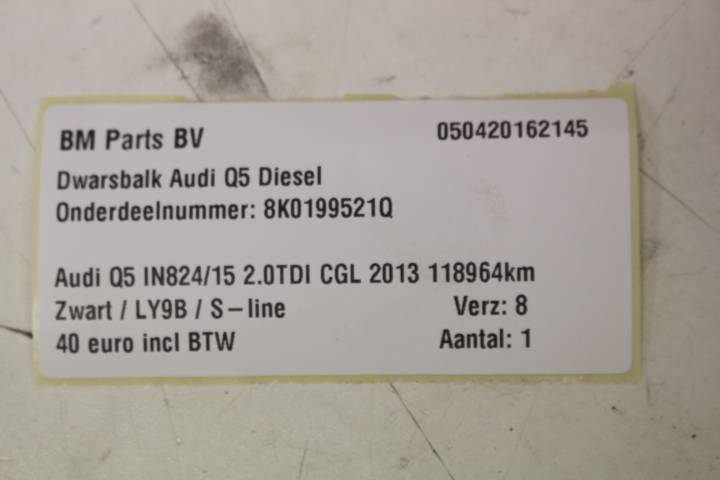 BM Parts BV 050420162145
Dwarsbalk Audi Q5 Diesel
Onderdeelnummer: 8K0199521Q
Audi Q5 IN824/15 2.0TDI CGL 2013 118964km
Zwart / LY9B / S-line Verz: 8
40 euro incl BTW Aantal: 1